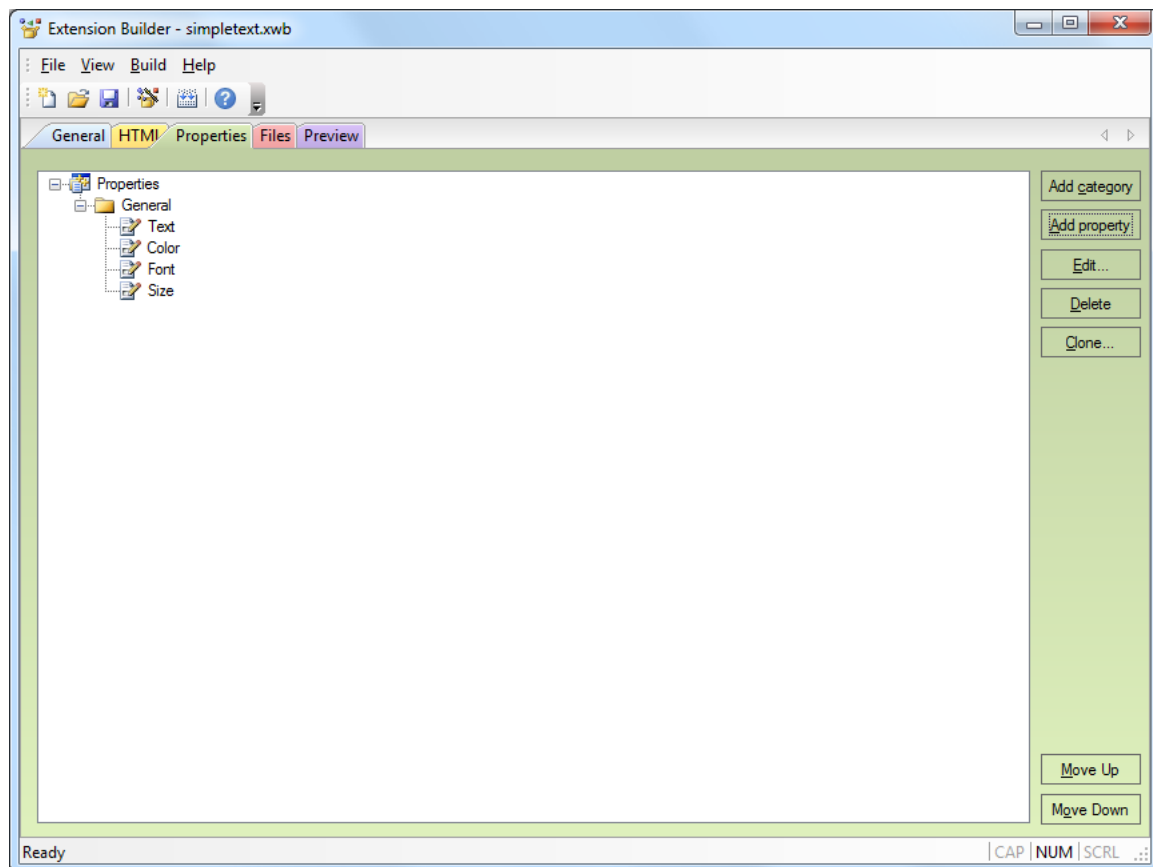 Extension Builder - simpletext.xwb
File View Build Help
General HTML Properties Files Preview
Properties
General
Text
Color
Font
Size
Add category
Add property
Edit...
Delete
Clone...
Move Up
Move Down
Ready
CAP NUM SCRL